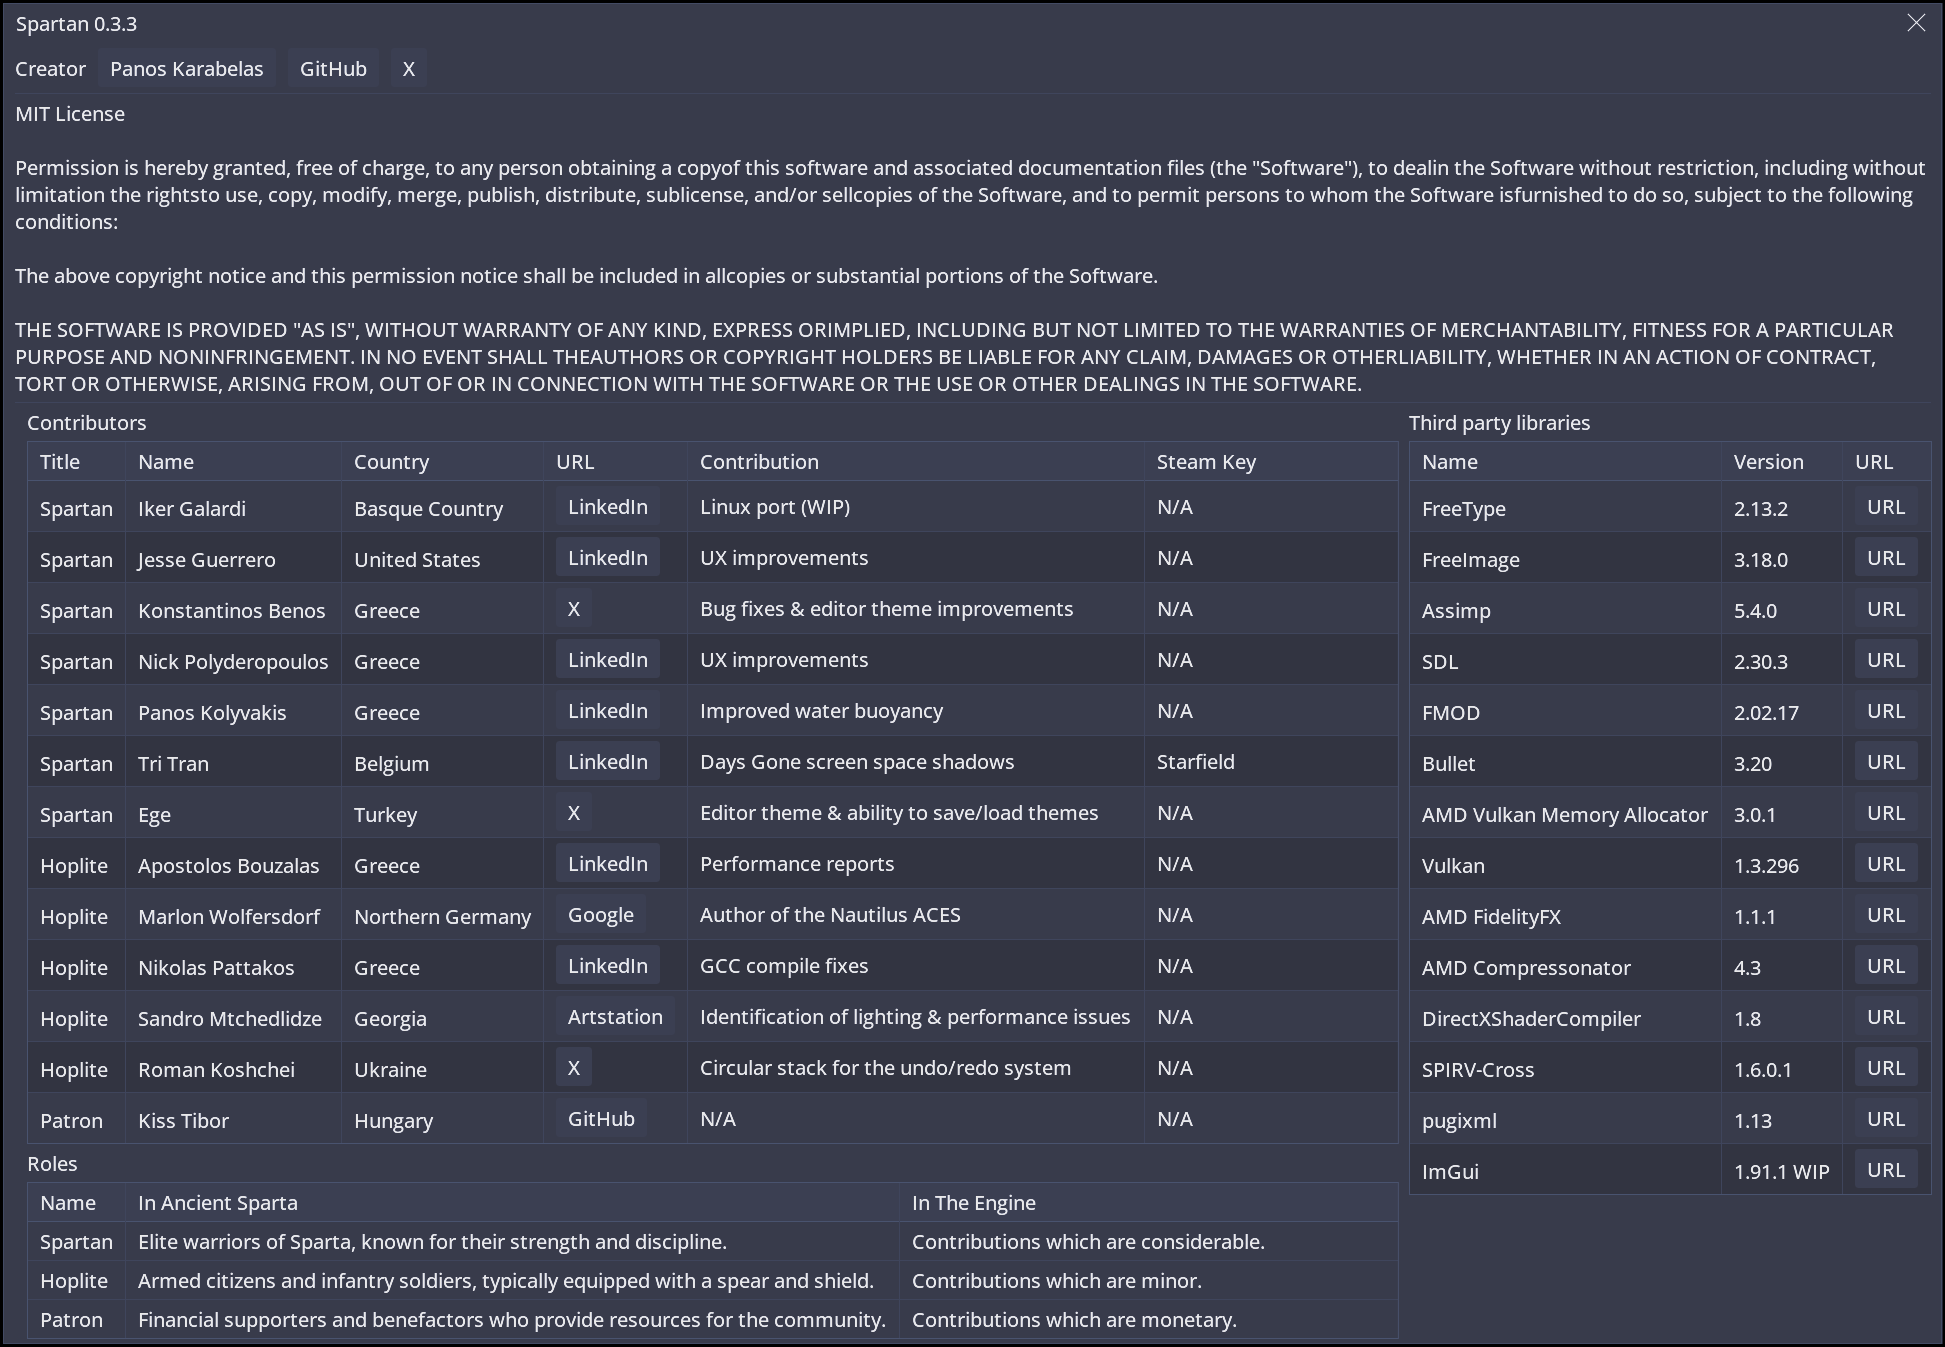 Spartan 0.3.3
Creator Panos Karabelas GitHub X
MIT License
Permission is hereby granted, free of charge, to any person obtaining a copyof this software and associated documentation files (the "Software"), to dealin the Software without restriction, including without
limitation the rightsto use, copy, modify, merge, publish, distribute, sublicense, and/or sellcopies of the Software, and to permit persons to whom the Software isfurnished to do so, subject to the following
conditions:
The above copyright notice and this permission notice shall be included in allcopies or substantial portions of the Software.
THE SOFTWARE IS PROVIDED "AS IS", WITHOUT WARRANTY OF ANY KIND, EXPRESS ORIMPLIED, INCLUDING BUT NOT LIMITED TO THE WARRANTIES OF MERCHANTABILITY, FITNESS FOR A PARTICULAR
PURPOSE AND NONINFRINGEMENT. IN NO EVENT SHALL THEAUTHORS OR COPYRIGHT HOLDERS BE LIABLE FOR ANY CLAIM, DAMAGES OR OTHERLIABILITY, WHETHER IN AN ACTION OF CONTRACT,
TORT OR OTHERWISE, ARISING FROM, OUT OF OR IN CONNECTION WITH THE SOFTWARE OR THE USE OR OTHER DEALINGS IN THE SOFTWARE.
Contributors
Title Name Country URL Contribution Steam Key
Spartan Iker Galardi Basque Country LinkedIn Linux port (WIP) N/A
Spartan Jesse Guerrero United States LinkedIn UX improvements N/A
Spartan Konstantinos Benos Greece X Bug fixes & editor theme improvements N/A
Spartan Nick Polyderopoulos Greece LinkedIn UX improvements N/A
Spartan Panos Kolyvakis Greece LinkedIn Improved water buoyancy N/A
Spartan Tri Tran Belgium LinkedIn Days Gone screen space shadows Starfield
Spartan Ege Turkey X Editor theme & ability to save/load themes N/A
Hoplite Apostolos Bouzalas Greece LinkedIn Performance reports N/A
Hoplite Marlon Wolfersdorf Northern Germany Google Author of the Nautilus ACES N/A
Hoplite Nikolas Pattakos Greece LinkedIn GCC compile fixes N/A
Hoplite Sandro Mtchedlidze Georgia Artstation Identification of lighting & performance issues N/A
Hoplite Roman Koshchei Ukraine X Circular stack for the undo/redo system N/A
Patron Kiss Tibor Hungary GitHub N/A N/A
Roles
Name In Ancient Sparta In The Engine
Spartan Elite warriors of Sparta, known for their strength and discipline. Contributions which are considerable.
Hoplite Armed citizens and infantry soldiers, typically equipped with a spear and shield. Contributions which are minor.
Patron Financial supporters and benefactors who provide resources for the community. Contributions which are monetary.
Third party libraries
Name Version URL
FreeType 2.13.2 URL
FreeImage 3.18.0 URL
Assimp 5.4.0 URL
SDL 2.30.3 URL
FMOD 2.02.17 URL
Bullet 3.20 URL
AMD Vulkan Memory Allocator 3.0.1 URL
Vulkan 1.3.296 URL
AMD FidelityFX 1.1.1 URL
AMD Compressonator 4.3 URL
DirectXShaderCompiler 1.8 URL
SPIRV-Cross 1.6.0.1 URL
pugixml 1.13 URL
ImGui 1.91.1 WIP URL